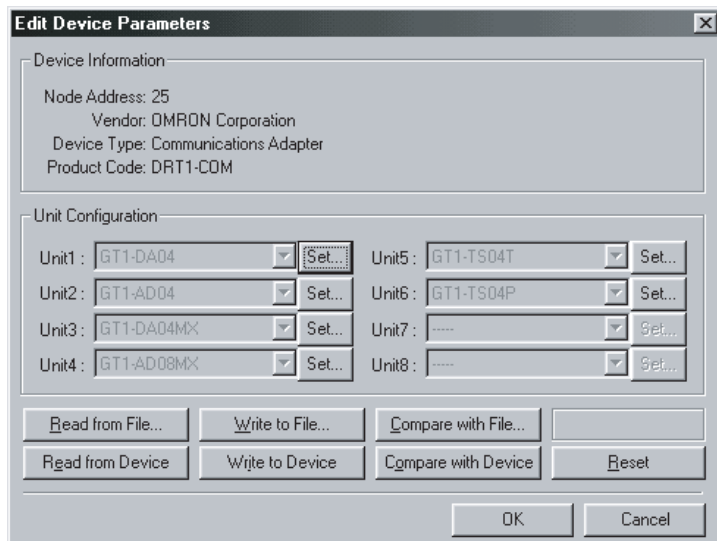 Edit Device Parameters
Device Information
Node Address: 25
Vendor: OMRON Corporation
Device Type: Communications Adapter
Product Code: DRT1-COM
Unit Configuration
Unit1 : GT1-DA04 Set... Unit5 : GT1-TS04T Set...
Unit2 : GT1-AD04 Set... Unit6 : GT1-TS04P Set...
Unit3 : GT1-DA04MX Set... Unit7 : ----- Set...
Unit4 : GT1-AD08MX Set... Unit8 : ----- Set...
Read from File... Write to File... Compare with File...
Read from Device Write to Device Compare with Device Reset
OK Cancel